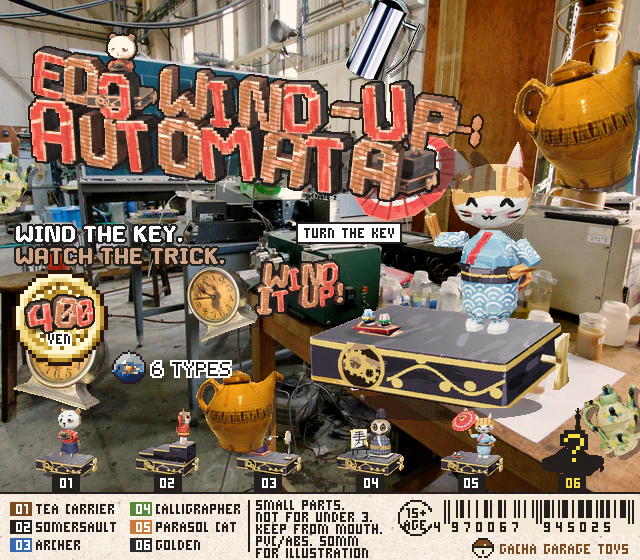 EDO WIND-UP
AUTOMATA
WIND THE KEY.
WATCH THE TRICK.
TURN THE KEY
WIND
IT UP!
400
YEN
6 TYPES
?
01
02
03
04
05
06
01 TEA CARRIER
02 SOMERSAULT
03 ARCHER
04 CALLIGRAPHER
05 PARASOL CAT
06 GOLDEN
SMALL PARTS.
NOT FOR UNDER 3.
KEEP FROM MOUTH.
PVC/ABS. 50MM
FOR ILLUSTRATION
15+
AGE
4 970067 945025
GACHA GARAGE TOYS